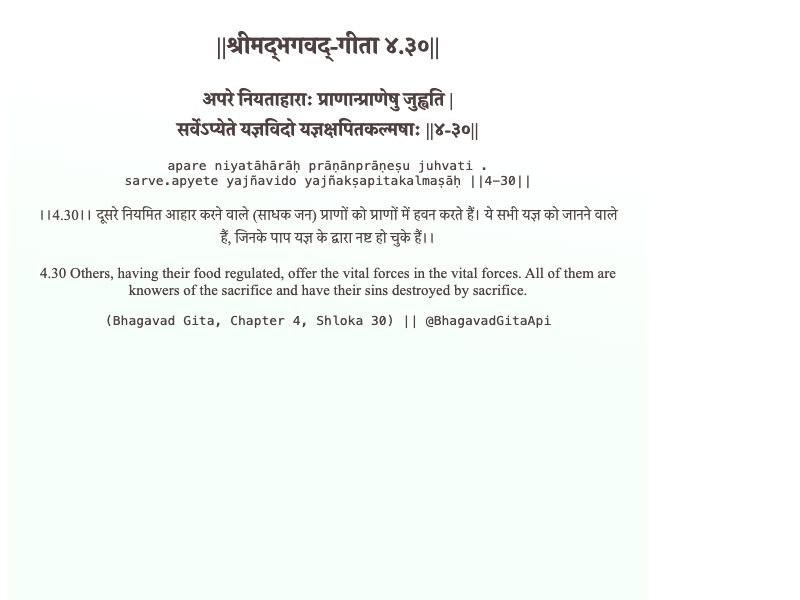 ||श्रीमद्‍भगवद्‍-गीता ४.३०||
अपरे नियताहाराः प्राणान्प्राणेषु जुह्वति |
सर्वेऽप्येते यज्ञविदो यज्ञक्षपितकल्मषाः ||४-३०||
apare niyatāhārāḥ prāṇānprāṇeṣu juhvati .
sarve.apyete yajñavido yajñakṣapitakalmaṣāḥ ||4-30||
।।4.30।। दूसरे नियमित आहार करने वाले (साधक जन) प्राणों को प्राणों में हवन करते हैं। ये सभी यज्ञ को जानने वाले
हैं, जिनके पाप यज्ञ के द्वारा नष्ट हो चुके हैं।।
4.30 Others, having their food regulated, offer the vital forces in the vital forces. All of them are
knowers of the sacrifice and have their sins destroyed by sacrifice.
(Bhagavad Gita, Chapter 4, Shloka 30) || @BhagavadGitaApi